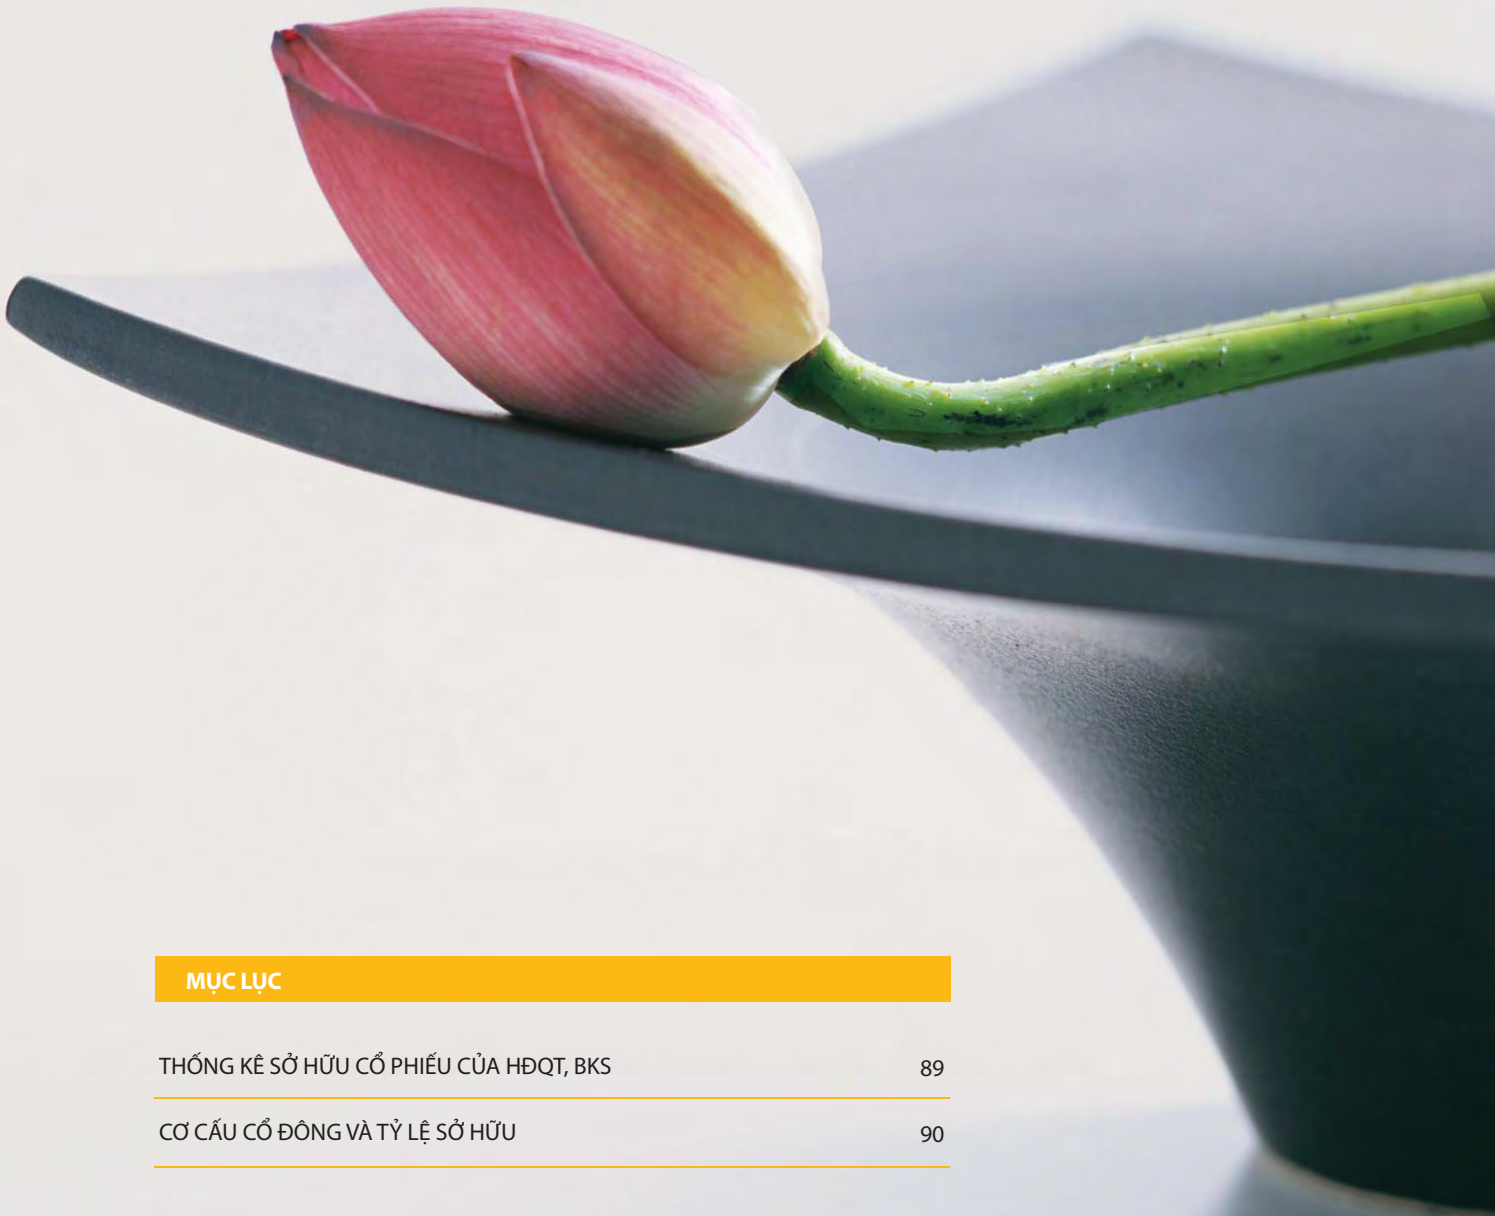 MỤC LỤC
THỐNG KÊ SỞ HỮU CỔ PHIẾU CỦA HĐQT, BKS 89
CƠ CẤU CỔ ĐÔNG VÀ TỶ LỆ SỞ HỮU 90